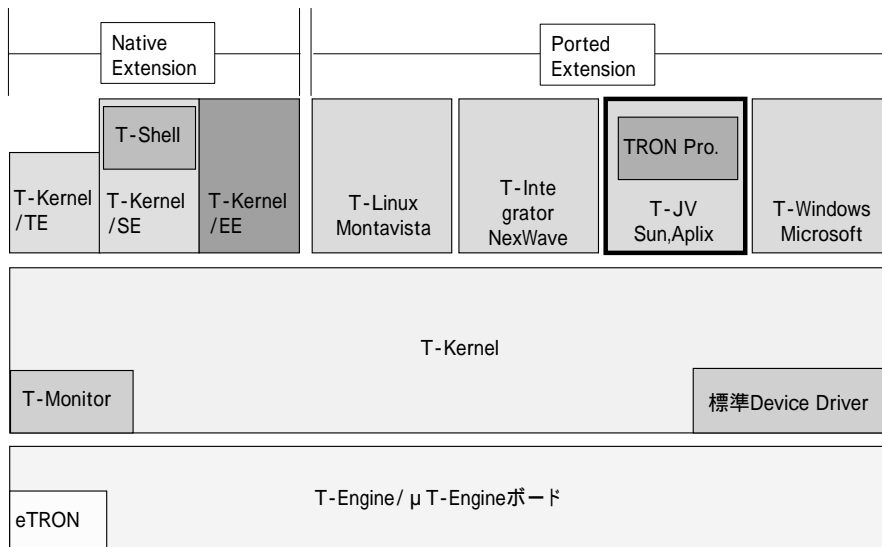 Native
Extension
Ported
Extension
T-Shell
T-Kernel
/TE
T-Kernel
/SE
T-Kernel
/EE
T-Linux
Montavista
T-Inte
grator
NexWave
TRON Pro.
T-JV
Sun,Aplix
T-Windows
Microsoft
T-Kernel
T-Monitor
標準Device Driver
T-Engine/ μT-Engineボード
eTRON